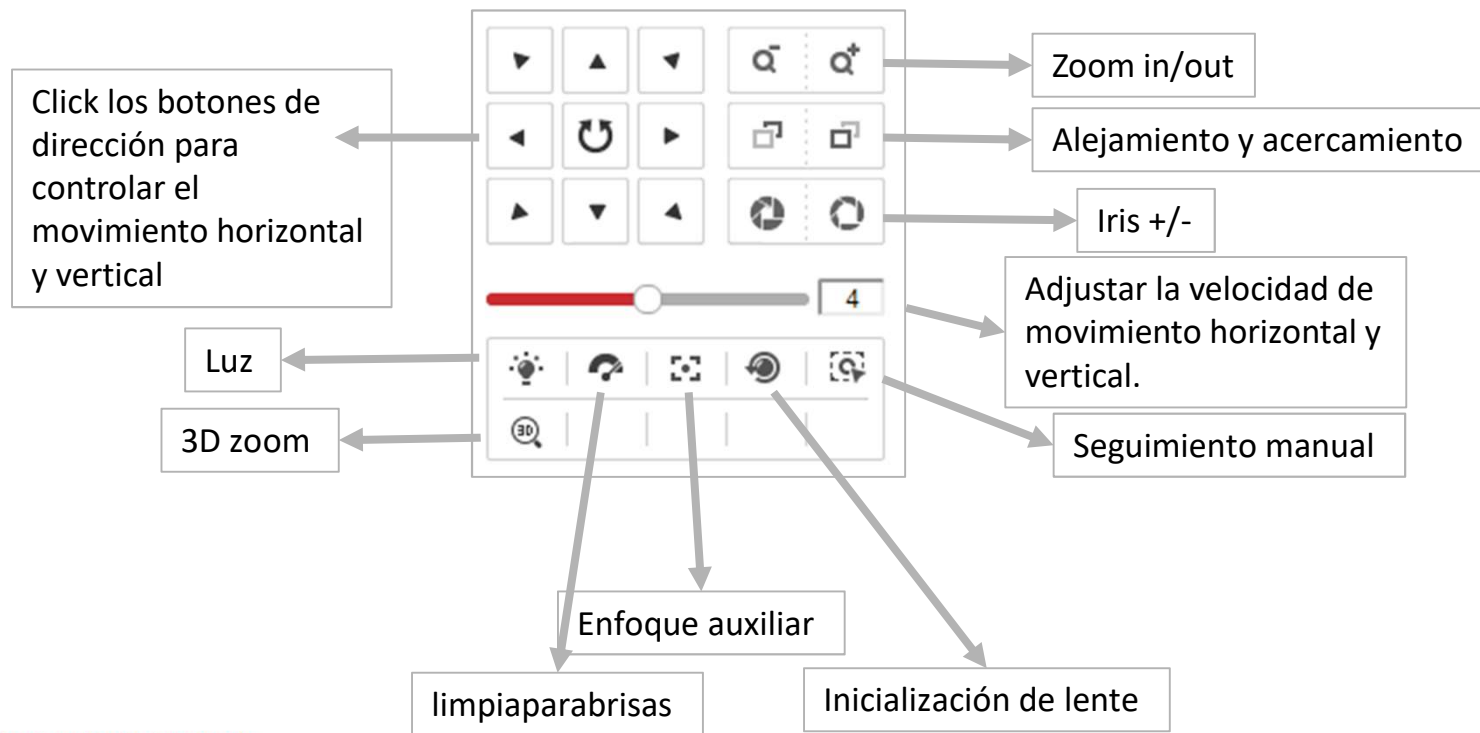 Click los botones de
dirección para
controlar el
movimiento horizontal
y vertical
Zoom in/out
Alejamiento y acercamiento
Iris +/-
4
Adjustar la velocidad de
movimiento horizontal y
vertical.
Luz
3D
3D zoom
Seguimiento manual
Enfoque auxiliar
limpiaparabrisas
Inicialización de lente